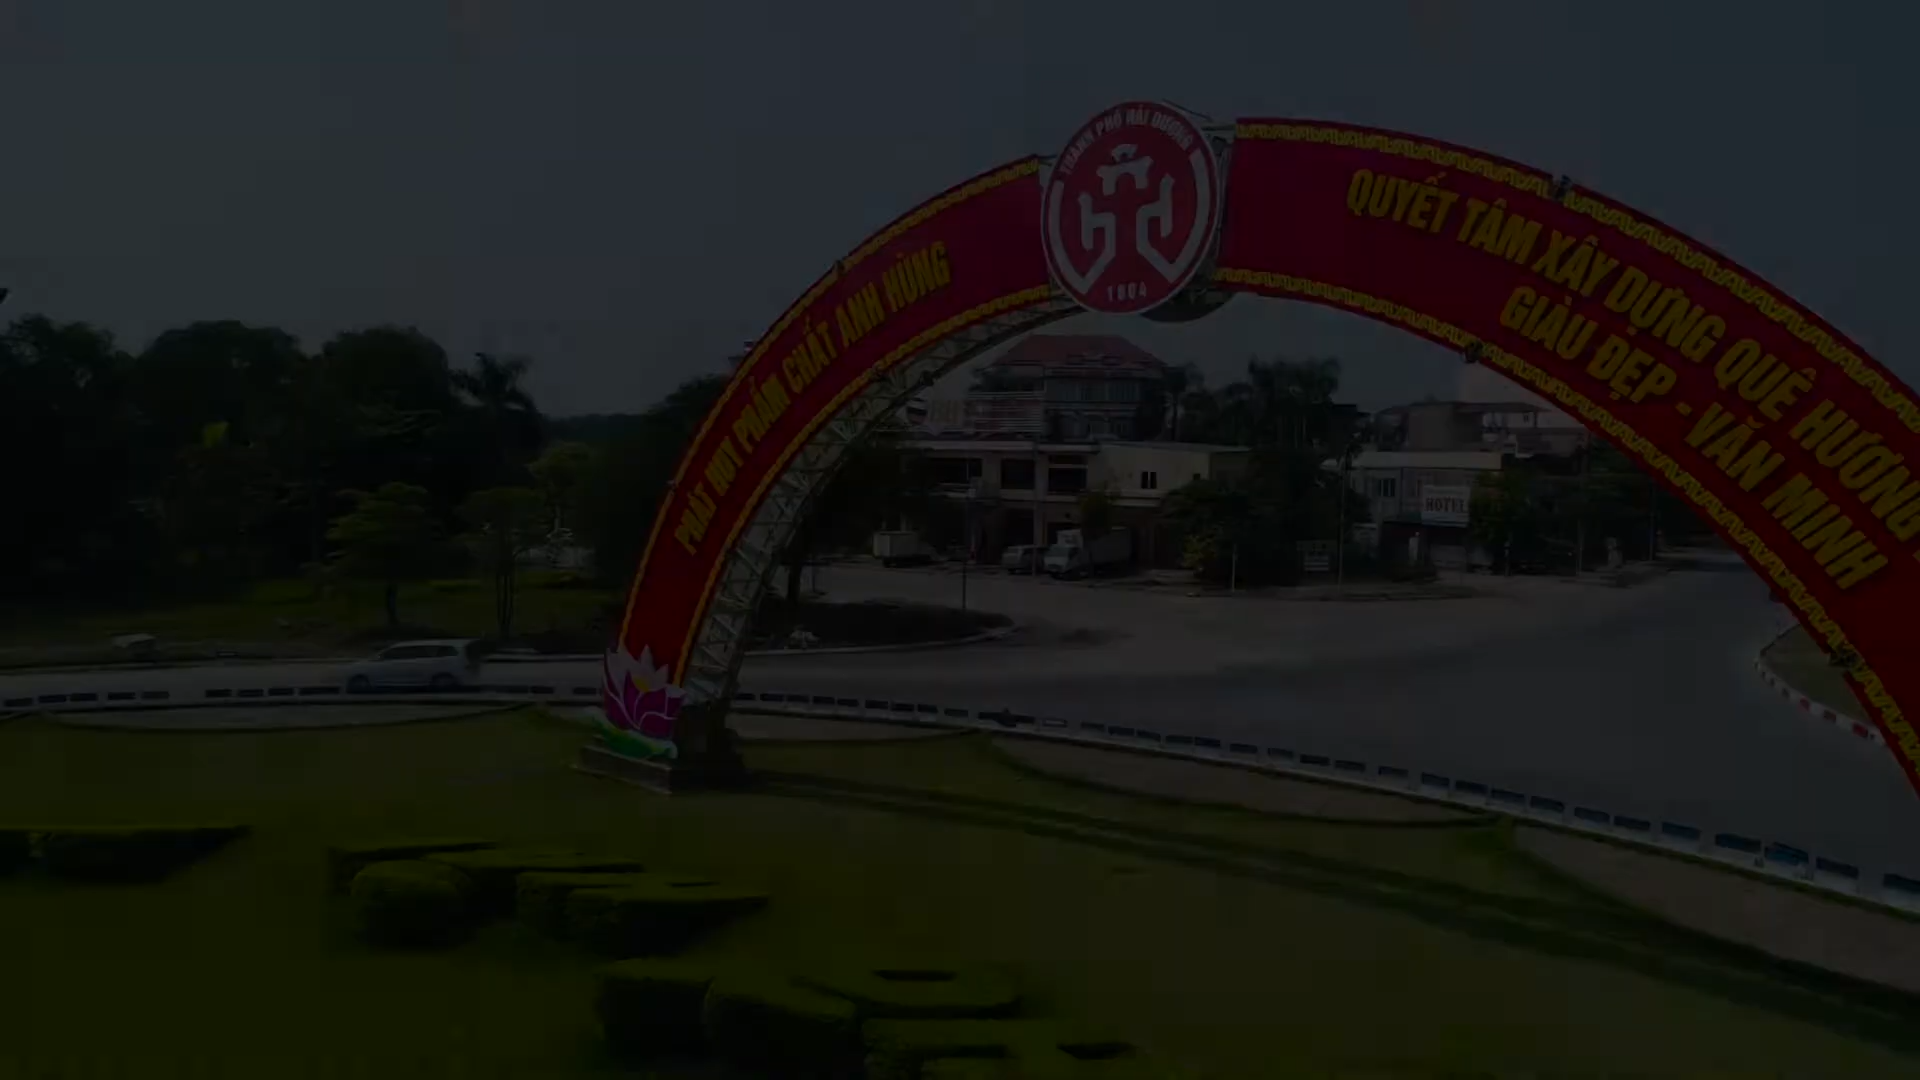 THÀNH PHỐ HẢI DƯƠNG
1804
PHÁT HUY PHẨM CHẤT ANH HÙNG
QUYẾT TÂM XÂY DỰNG QUÊ HƯƠNG
GIÀU ĐẸP - VĂN MINH
HOTEL